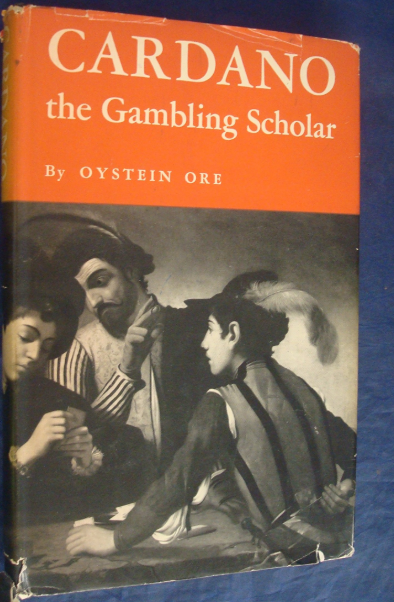 CARDANO
the Gambling Scholar
By OYSTEIN ORE